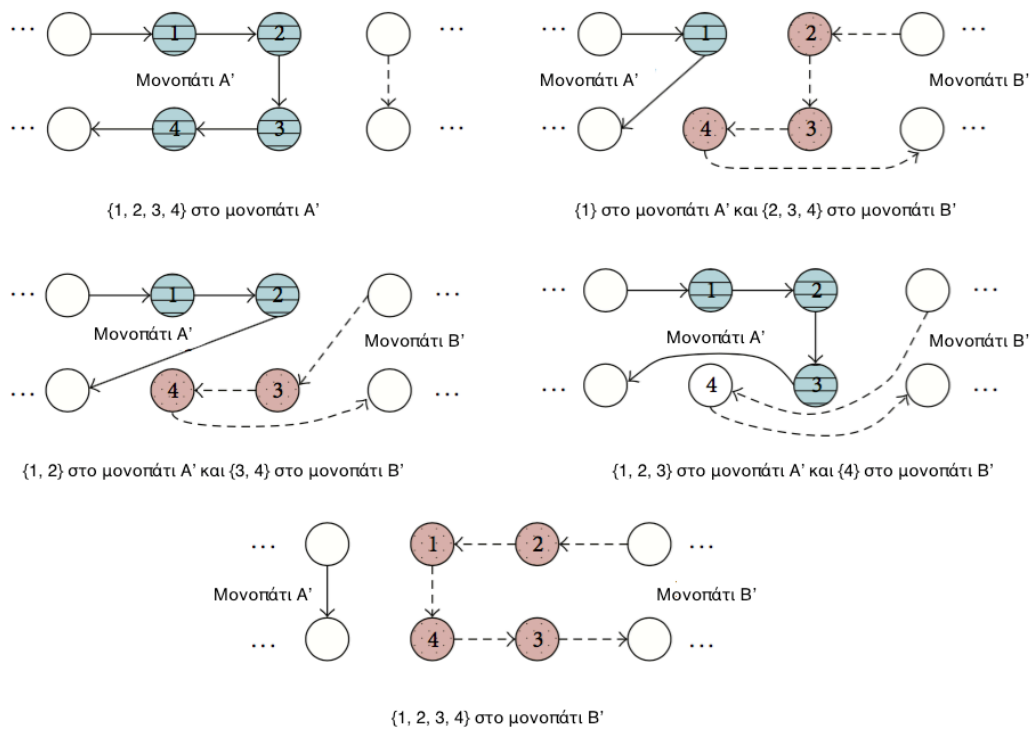 ... 1 2 ...
Μονοπάτι Α'
... 4 3 ...
{1, 2, 3, 4} στο μονοπάτι Α'
... 1 2 ...
Μονοπάτι Α' Μονοπάτι Β'
... 4 3 ...
{1} στο μονοπάτι Α' και {2, 3, 4} στο μονοπάτι Β'
... 1 2 ...
Μονοπάτι Α' Μονοπάτι Β'
... 4 3 ...
{1, 2} στο μονοπάτι Α' και {3, 4} στο μονοπάτι Β'
... 1 2 ...
Μονοπάτι Α' Μονοπάτι Β'
... 4 3 ...
{1, 2, 3} στο μονοπάτι Α' και {4} στο μονοπάτι Β'
... 1 2 ...
Μονοπάτι Α' Μονοπάτι Β'
... 4 3 ...
{1, 2, 3, 4} στο μονοπάτι Β'